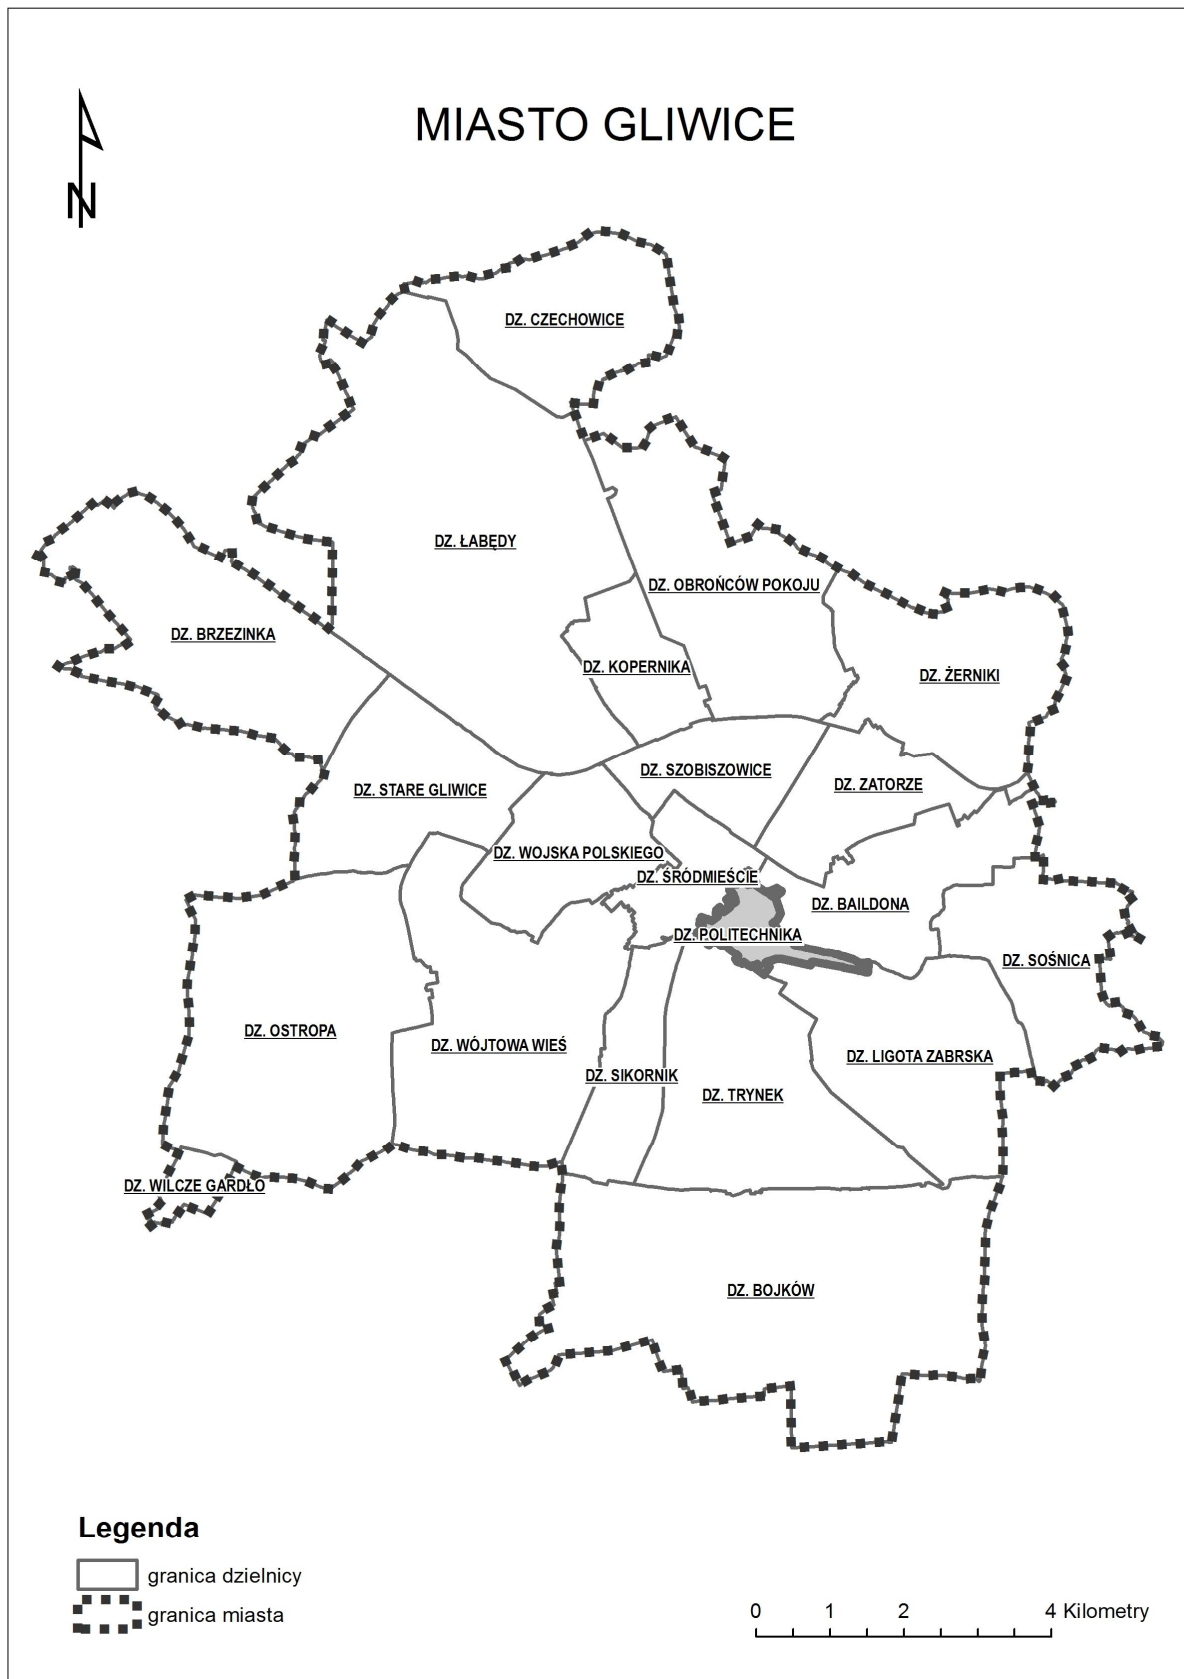 MIASTO GLIWICE
N
DZ. CZECHOWICE
DZ. ŁABĘDY
DZ. OBROŃCÓW POKOJU
DZ. BRZEZINKA
DZ. KOPERNIKA
DZ. ŻERNIKI
DZ. SZOBISZOWICE
DZ. STARE GLIWICE
DZ. ZATORZE
DZ. WOJSKA POLSKIEGO
DZ. ŚRÓDMIEŚCIE
DZ. BAILDONA
DZ. POLITECHNIKA
DZ. SOŚNICA
DZ. OSTROPA
DZ. WÓJTOWA WIEŚ
DZ. LIGOTA ZABRSKA
DZ. SIKORNIK
DZ. TRYNEK
DZ. WILCZE GARDŁO
DZ. BOJKÓW
Legenda
granica dzielnicy
granica miasta
0 1 2 4 Kilometry